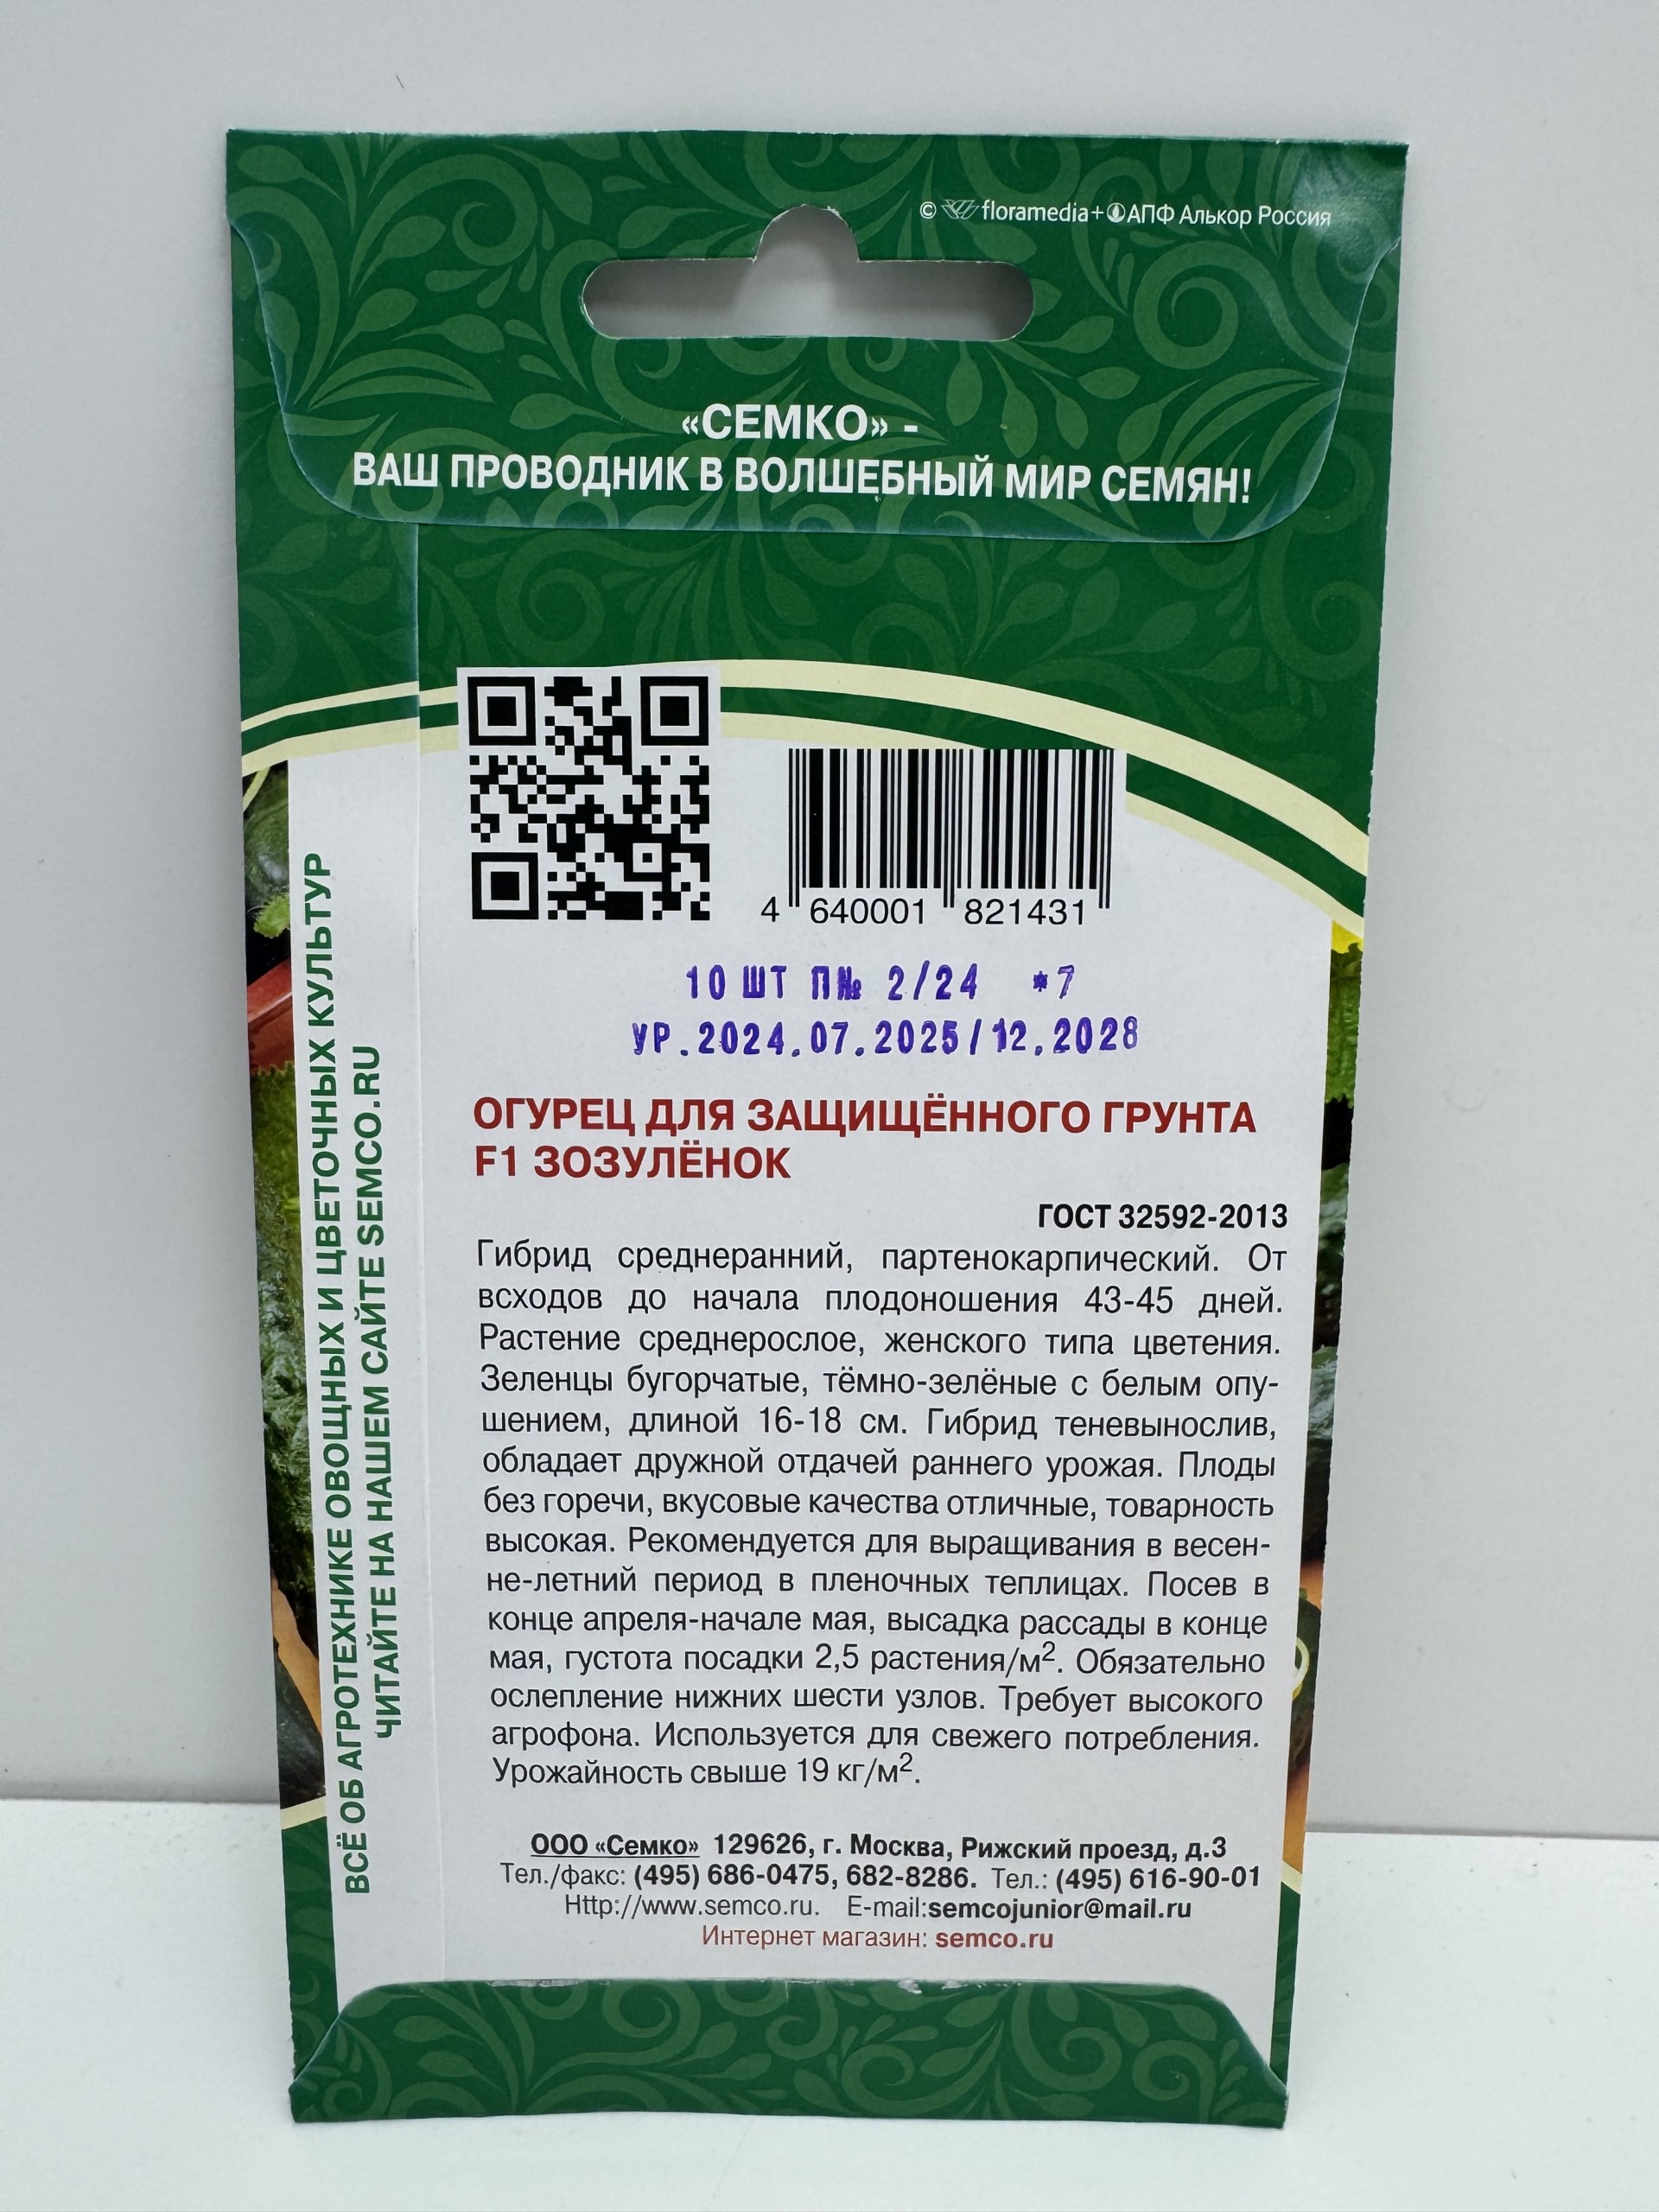 © floramedia+АПФ Алькор Россия
«СЕМКО» -
ВАШ ПРОВОДНИК В ВОЛШЕБНЫЙ МИР СЕМЯН!
4 640001 821431
10 ШТ П№ 2/24 *7
УР.2024.07.2025/12.2028
ОГУРЕЦ ДЛЯ ЗАЩИЩЁННОГО ГРУНТА
F1 ЗОЗУЛЁНОК
ГОСТ 32592-2013
Гибрид среднеранний, партенокарпический. От
всходов до начала плодоношения 43-45 дней.
Растение среднерослое, женского типа цветения.
Зеленцы бугорчатые, тёмно-зелёные с белым опу-
шением, длиной 16-18 см. Гибрид теневынослив,
обладает дружной отдачей раннего урожая. Плоды
без горечи, вкусовые качества отличные, товарность
высокая. Рекомендуется для выращивания в весен-
не-летний период в пленочных теплицах. Посев в
конце апреля-начале мая, высадка рассады в конце
мая, густота посадки 2,5 растения/м². Обязательно
ослепление нижних шести узлов. Требует высокого
агрофона. Используется для свежего потребления.
Урожайность свыше 19 кг/м².
ООО «Семко» 129626, г. Москва, Рижский проезд, д.3
Тел./факс: (495) 686-0475, 682-8286. Тел.: (495) 616-90-01
Http://www.semco.ru. E-mail:semcojunior@mail.ru
Интернет магазин: semco.ru
ВСЁ ОБ АГРОТЕХНИКЕ ОВОЩНЫХ И ЦВЕТОЧНЫХ КУЛЬТУР
ЧИТАЙТЕ НА НАШЕМ САЙТЕ SEMCO.RU